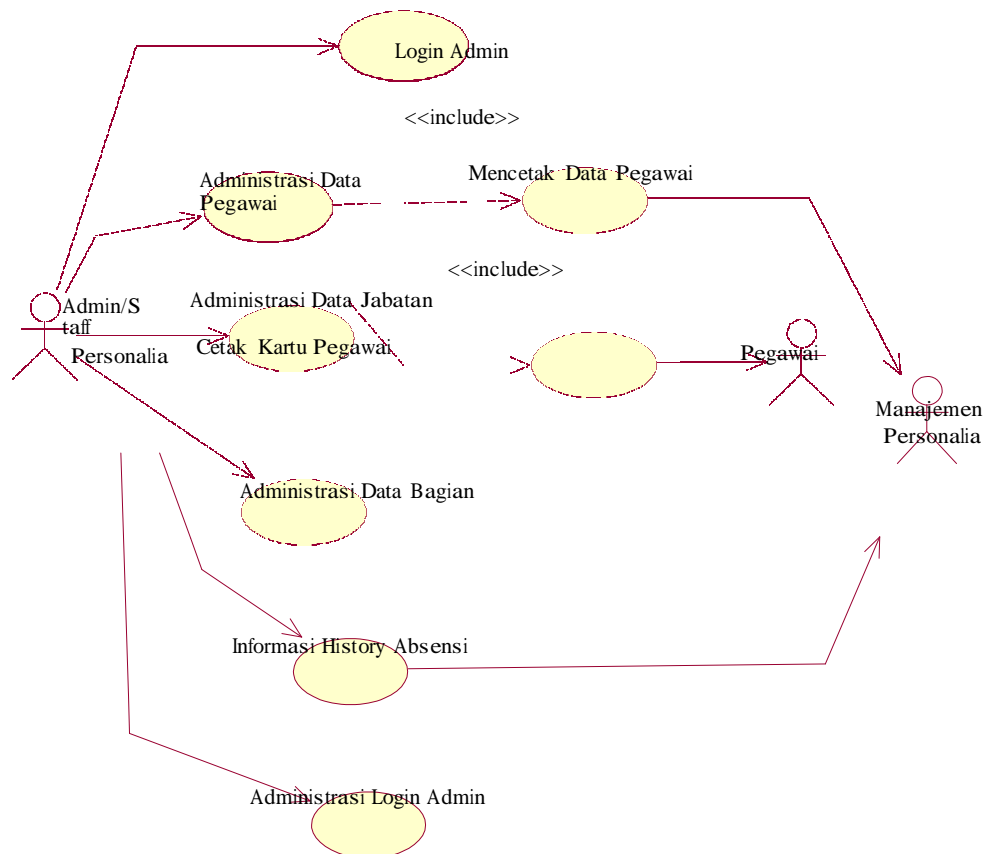 Login Admin
<<include>>
Administrasi Data
Pegawai
Mencetak Data Pegawai
<<include>>
Administrasi Data Jabatan
Admin/S
taff
Personalia
Cetak Kartu Pegawai
Pegawai
Manajemen
Personalia
Administrasi Data Bagian
Informasi History Absensi
Administrasi Login Admin